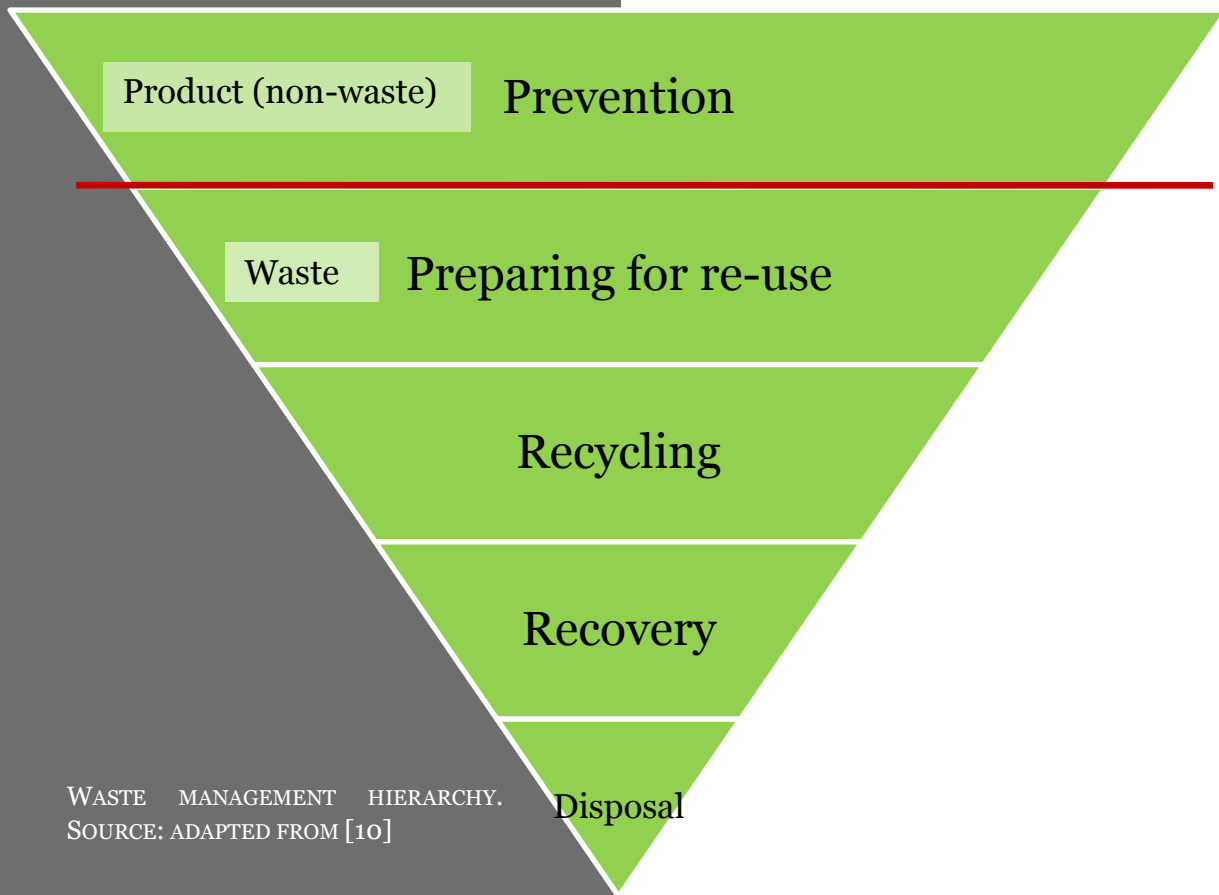 Product (non-waste)
Prevention
Waste
Preparing for re-use
Recycling
Recovery
Disposal
WASTE MANAGEMENT HIERARCHY.
SOURCE: ADAPTED FROM [10]